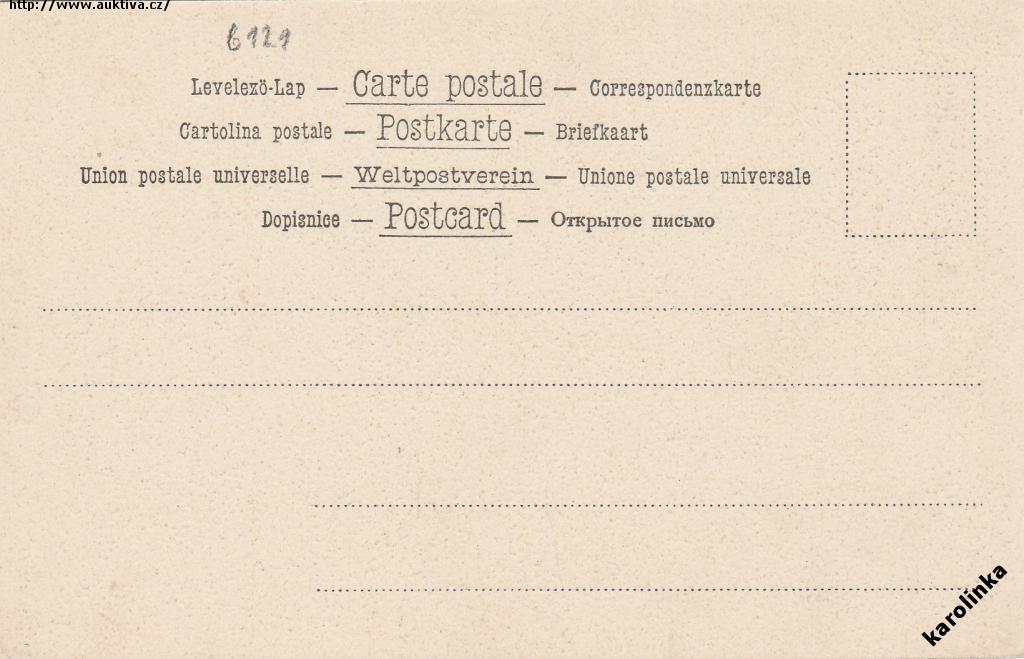 http://www.auktiva.cz/
6121
Levelezö-Lap — Carte postale — Correspondenzkarte
Cartolina postale — Postkarte — Briefkaart
Union postale universelle — Weltpostverein — Unione postale universale
Dopisnice — Postcard — Открытое письмо
karolinka